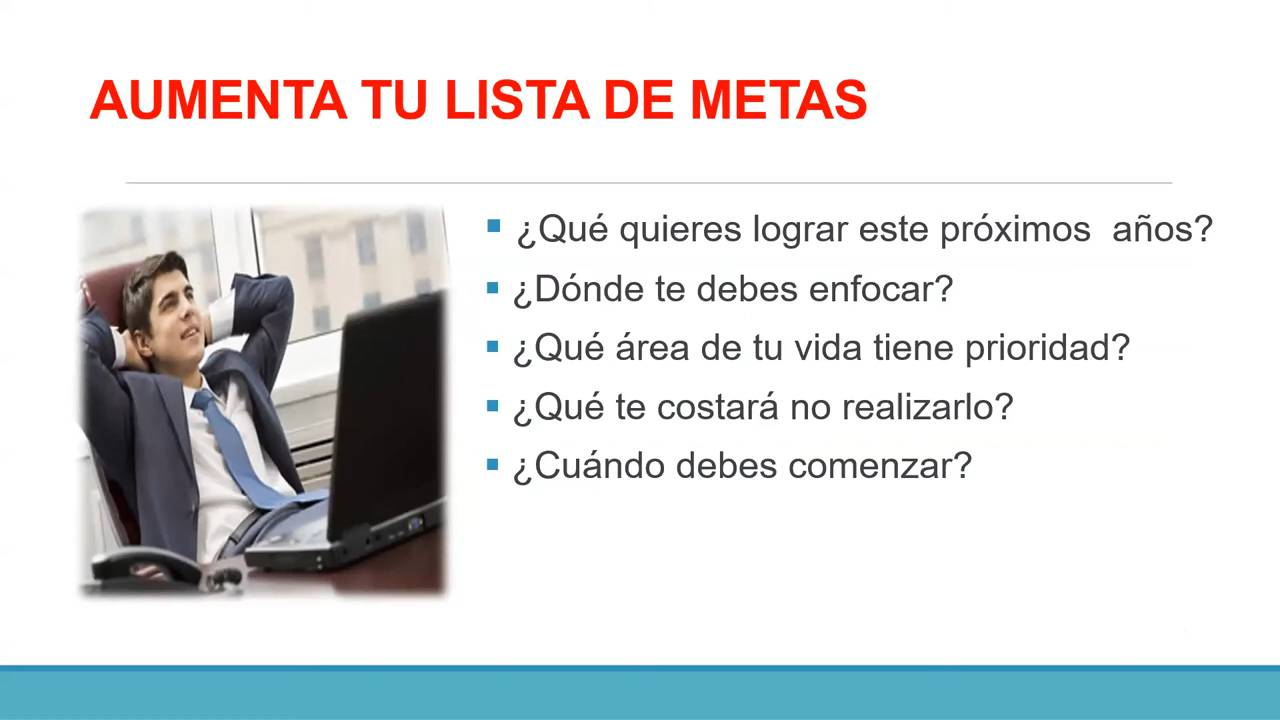 AUMENTA TU LISTA DE METAS
¿Qué quieres lograr este próximos  años?
¿Dónde te debes enfocar?
¿Qué área de tu vida tiene prioridad?
¿Qué te costará no realizarlo?
¿Cuándo debes comenzar?